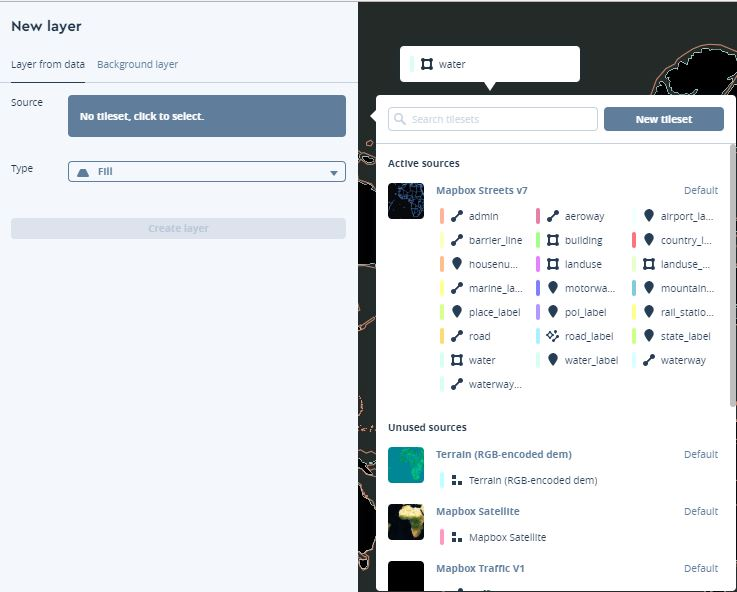 New layer
Layer from data Background layer
Source No tileset, click to select.
Type Fill
Create layer
water
Search tilesets New tileset
Active sources
Mapbox Streets v7 Default
admin aeroway airport_la...
barrier_line building country_l...
housenu... landuse landuse_...
marine_la... motorwa... mountain...
place_label poi_label rail_statio...
road road_label state_label
water water_label waterway
waterway...
Unused sources
Terrain (RGB-encoded dem) Default
Terrain (RGB-encoded dem)
Mapbox Satellite Default
Mapbox Satellite
Mapbox Traffic V1 Default